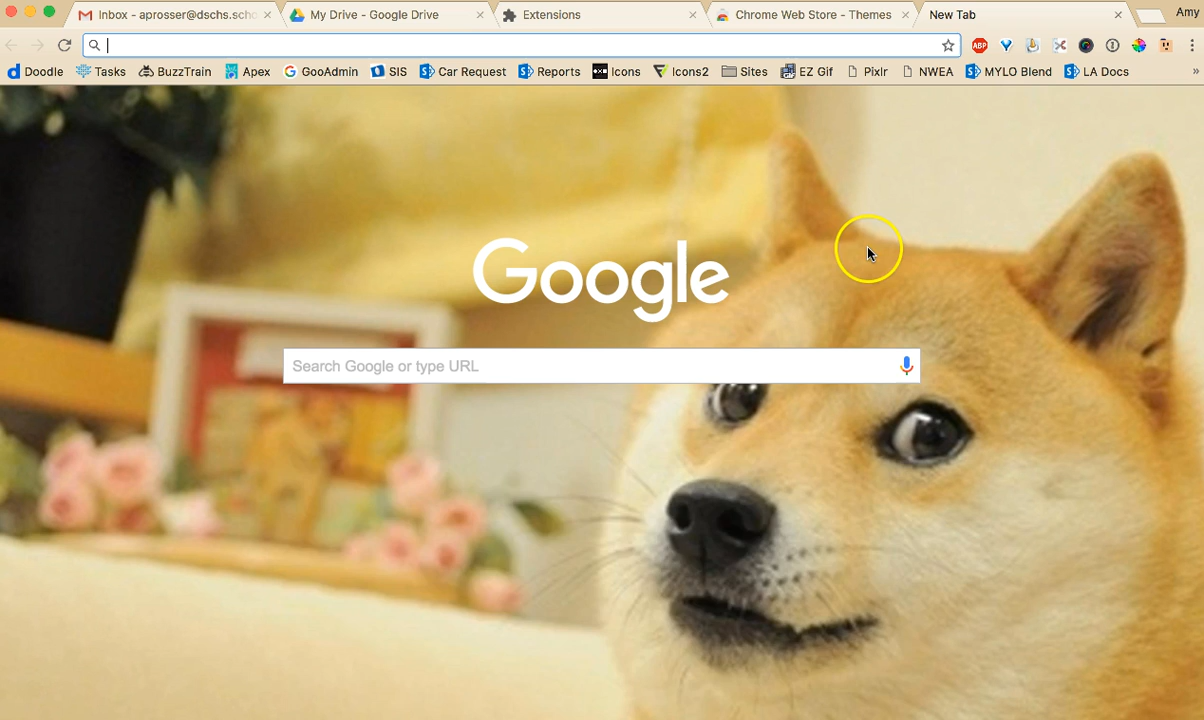 Inbox - aprosser@dschs.scho
My Drive - Google Drive
Extensions
Chrome Web Store - Themes
New Tab
Amy
ABP
Doodle
Tasks
BuzzTrain
Apex
GooAdmin
SIS
Car Request
Reports
Icons
Icons2
Sites
EZ Gif
Pixlr
NWEA
MYLO Blend
LA Docs
»
Google
Search Google or type URL